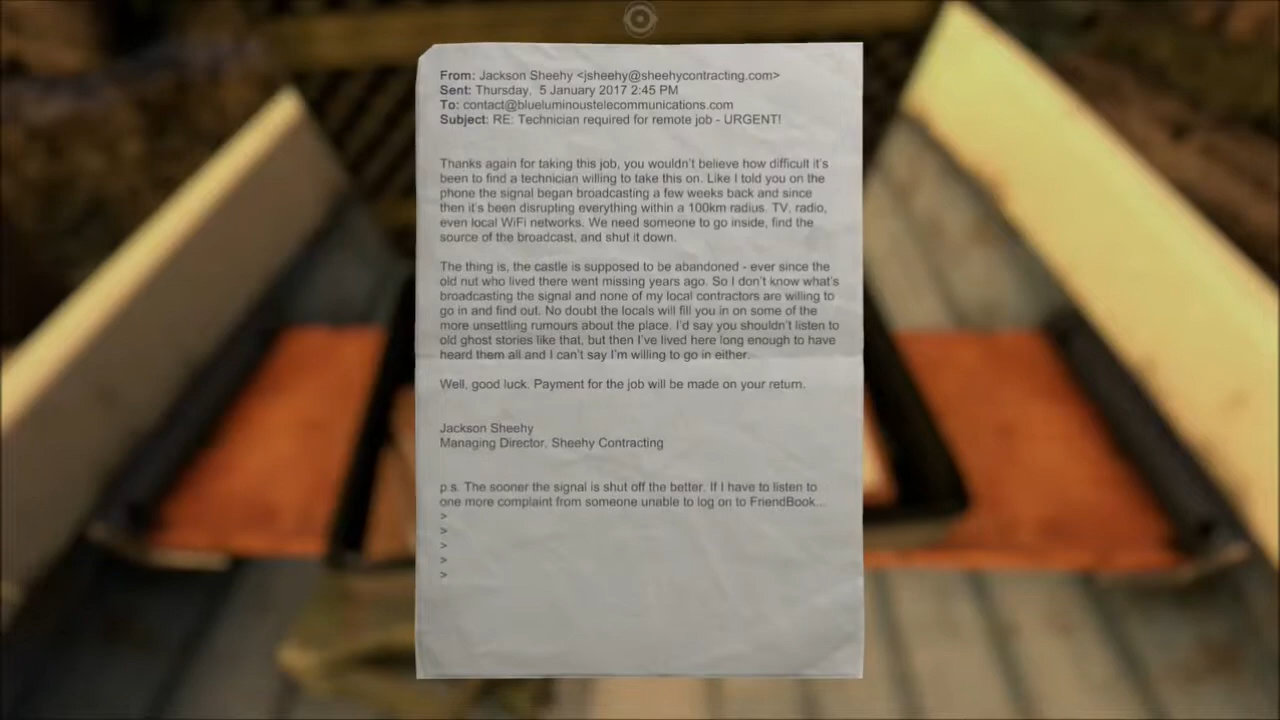 From: Jackson Sheehy <jsheehy@sheehycontracting.com>
Sent: Thursday, 5 January 2017 2:45 PM
To: contact@blueluminoustelecommunications.com
Subject: RE: Technician required for remote job - URGENT!
Thanks again for taking this job, you wouldn't believe how difficult it's
been to find a technician willing to take this on. Like I told you on the
phone the signal began broadcasting a few weeks back and since
then it's been disrupting everything within a 100km radius. TV, radio,
even local WiFi networks. We need someone to go inside, find the
source of the broadcast, and shut it down.
The thing is, the castle is supposed to be abandoned - ever since the
old nut who lived there went missing years ago. So I don't know what's
broadcasting the signal and none of my local contractors are willing to
go in and find out. No doubt the locals will fill you in on some of the
more unsettling rumours about the place. I'd say you shouldn't listen to
old ghost stories like that, but then I've lived here long enough to have
heard them all and I can't say I'm willing to go in either.
Well, good luck. Payment for the job will be made on your return.
Jackson Sheehy
Managing Director, Sheehy Contracting
p.s. The sooner the signal is shut off the better. If I have to listen to
one more complaint from someone unable to log on to FriendBook...
>
>
>
>
>